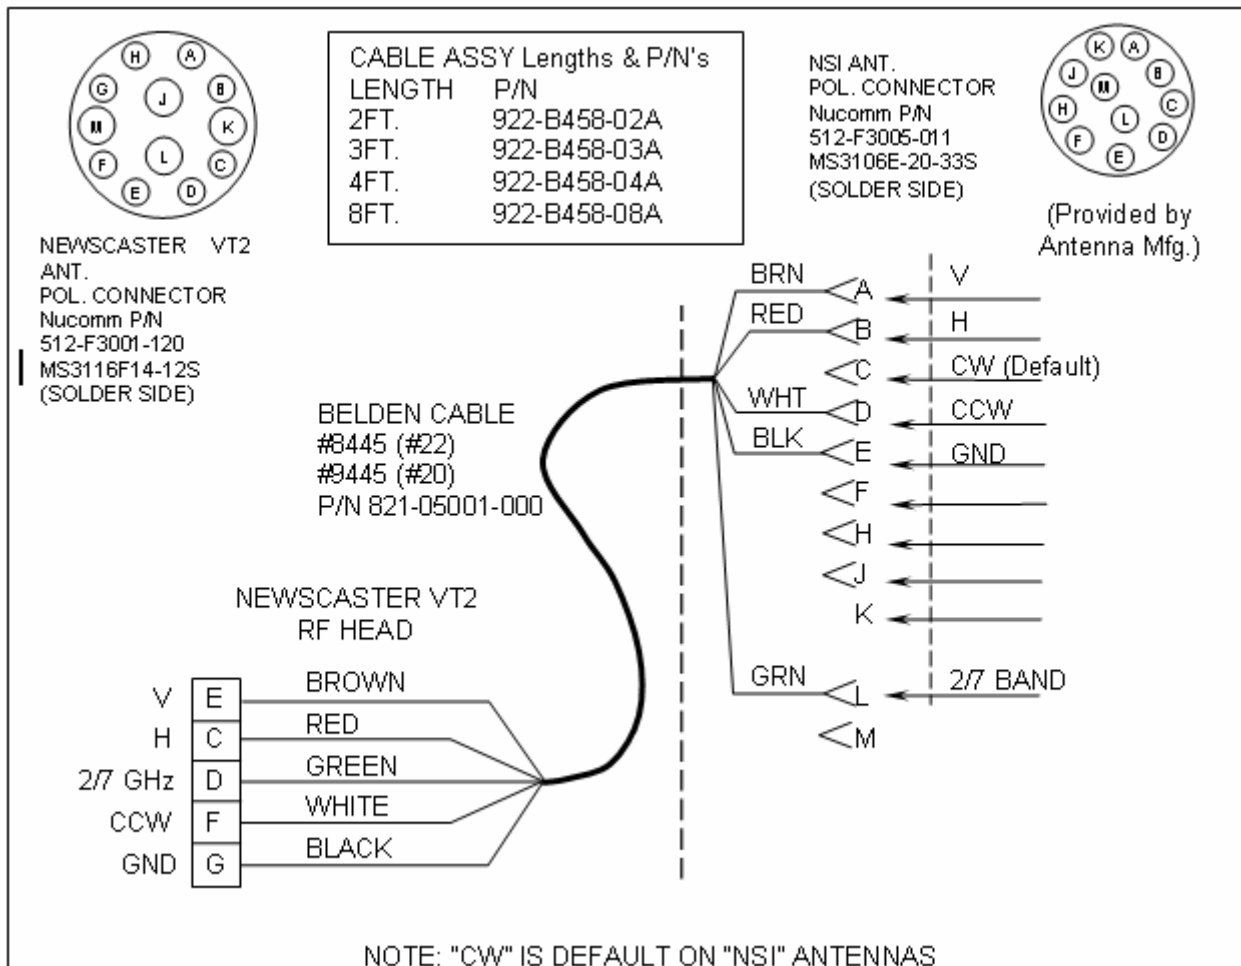 H A
G J B
M K
F L C
E D
NEWSCASTER VT2
ANT.
POL. CONNECTOR
Nucomm P/N
512-F3001-120
MS3116F14-12S
(SOLDER SIDE)
CABLE ASSY Lengths & P/N's
LENGTH P/N
2FT. 922-B458-02A
3FT. 922-B458-03A
4FT. 922-B458-04A
8FT. 922-B458-08A
NSI ANT.
POL. CONNECTOR
Nucomm P/N
512-F3005-011
MS3106E-20-33S
(SOLDER SIDE)
K A
J M B
H L C
F D
E
(Provided by
Antenna Mfg.)
BRN A V
RED B H
C CW (Default)
WHT D CCW
BLK E GND
F
H
J
K
GRN L 2/7 BAND
M
BELDEN CABLE
#8445 (#22)
#9445 (#20)
P/N 821-05001-000
NEWSCASTER VT2
RF HEAD
V E BROWN
H C RED
2/7 GHz D GREEN
CCW F WHITE
GND G BLACK
NOTE: "CW" IS DEFAULT ON "NSI" ANTENNAS